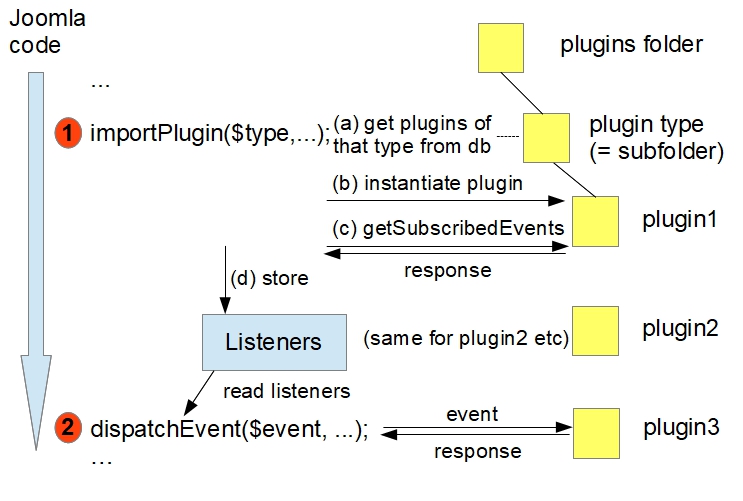 Joomla
code
plugins folder
...
1
importPlugin($type,...);
(a) get plugins of
that type from db
plugin type
(= subfolder)
(b) instantiate plugin
(c) getSubscribedEvents
response
plugin1
(d) store
Listeners
(same for plugin2 etc)
plugin2
read listeners
2
dispatchEvent($event, ...);
event
response
plugin3
...